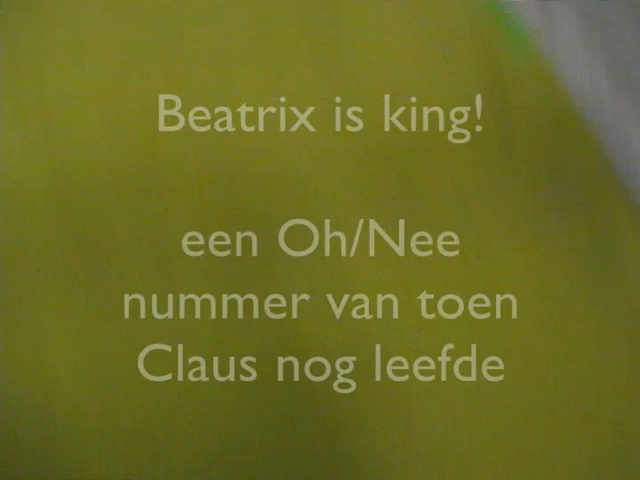 Beatrix is king!
een Oh/Nee
nummer van toen
Claus nog leefde